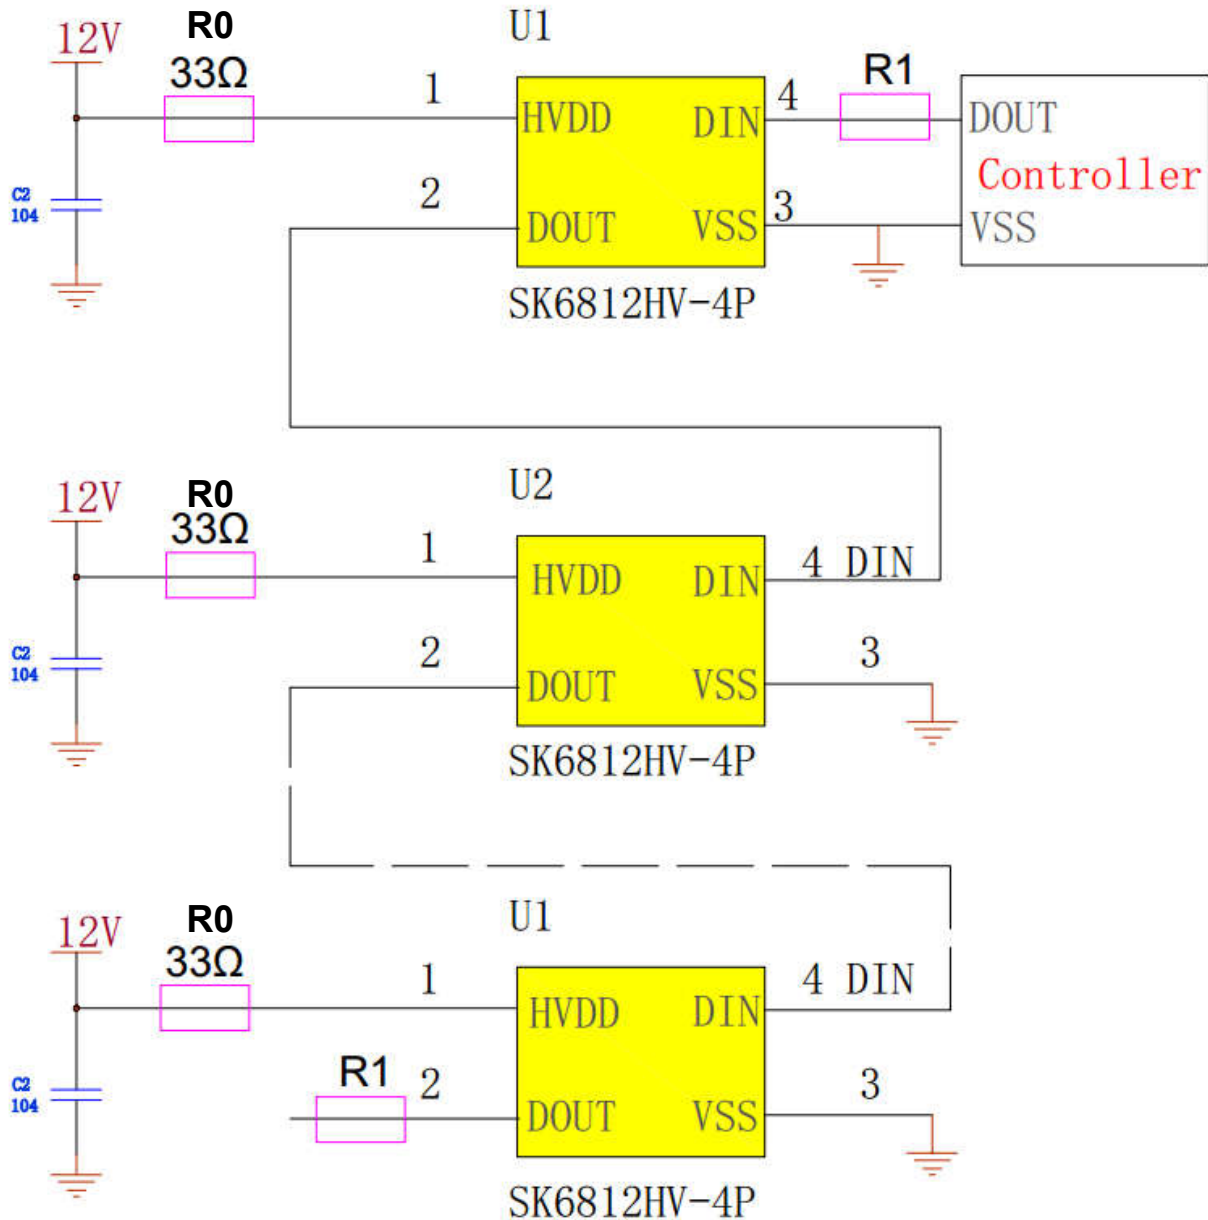 R0
U1
12V
33Ω
R1
1
4
HVDD
DIN
DOUT
Controller
C2
104
2
3
DOUT
VSS
VSS
SK6812HV-4P
R0
U2
12V
33Ω
1
4 DIN
HVDD
DIN
C2
104
2
3
DOUT
VSS
SK6812HV-4P
R0
U1
12V
33Ω
1
4 DIN
HVDD
DIN
C2
104
R1
2
3
DOUT
VSS
SK6812HV-4P